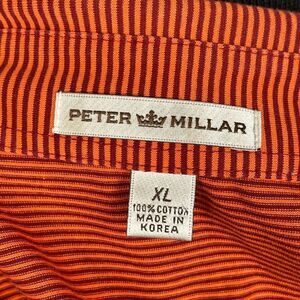 PETER MILLAR
XL
100% COTTON
MADE IN
KOREA